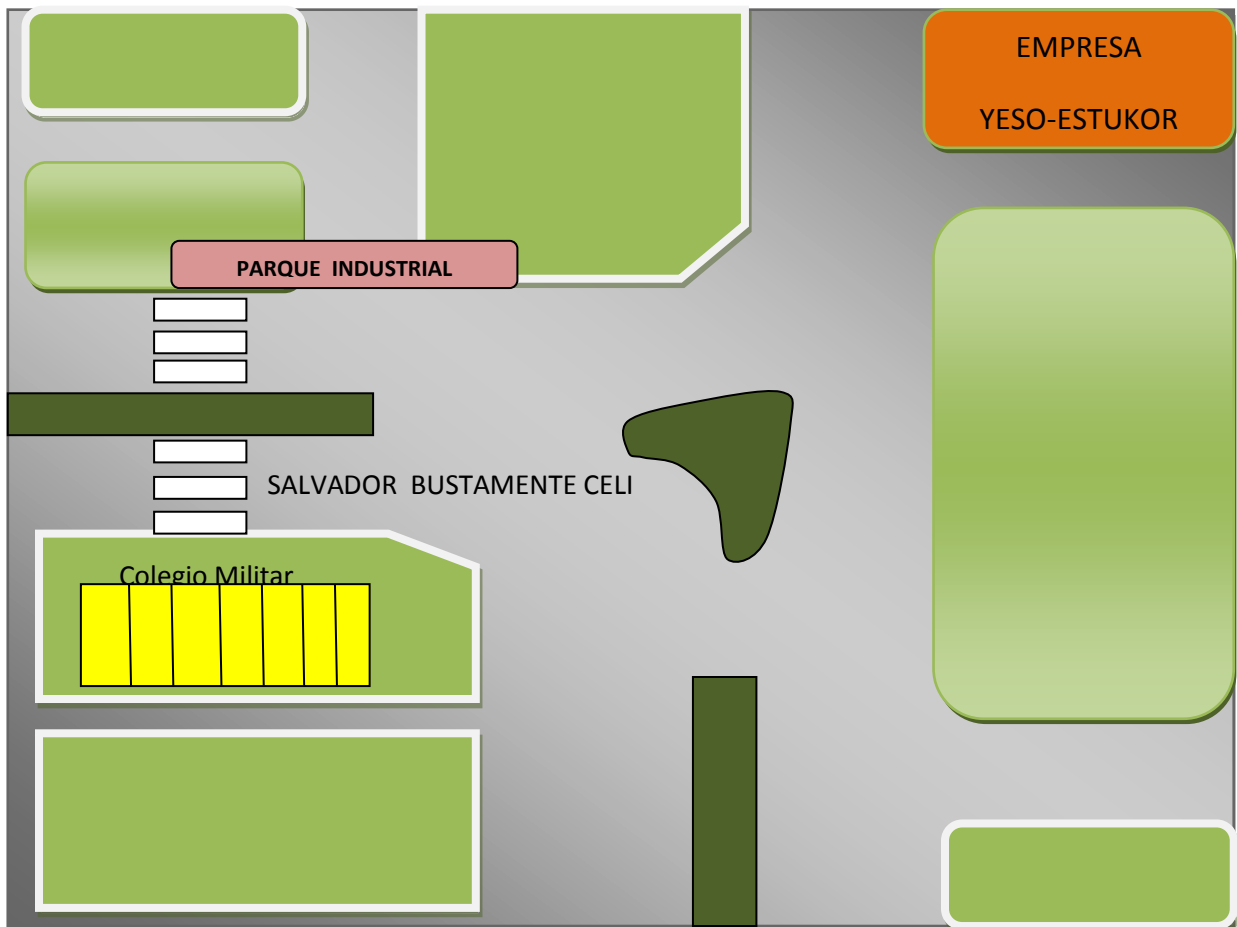 EMPRESA
YESO-ESTUKOR
PARQUE INDUSTRIAL
SALVADOR BUSTAMENTE CELI
Colegio Militar